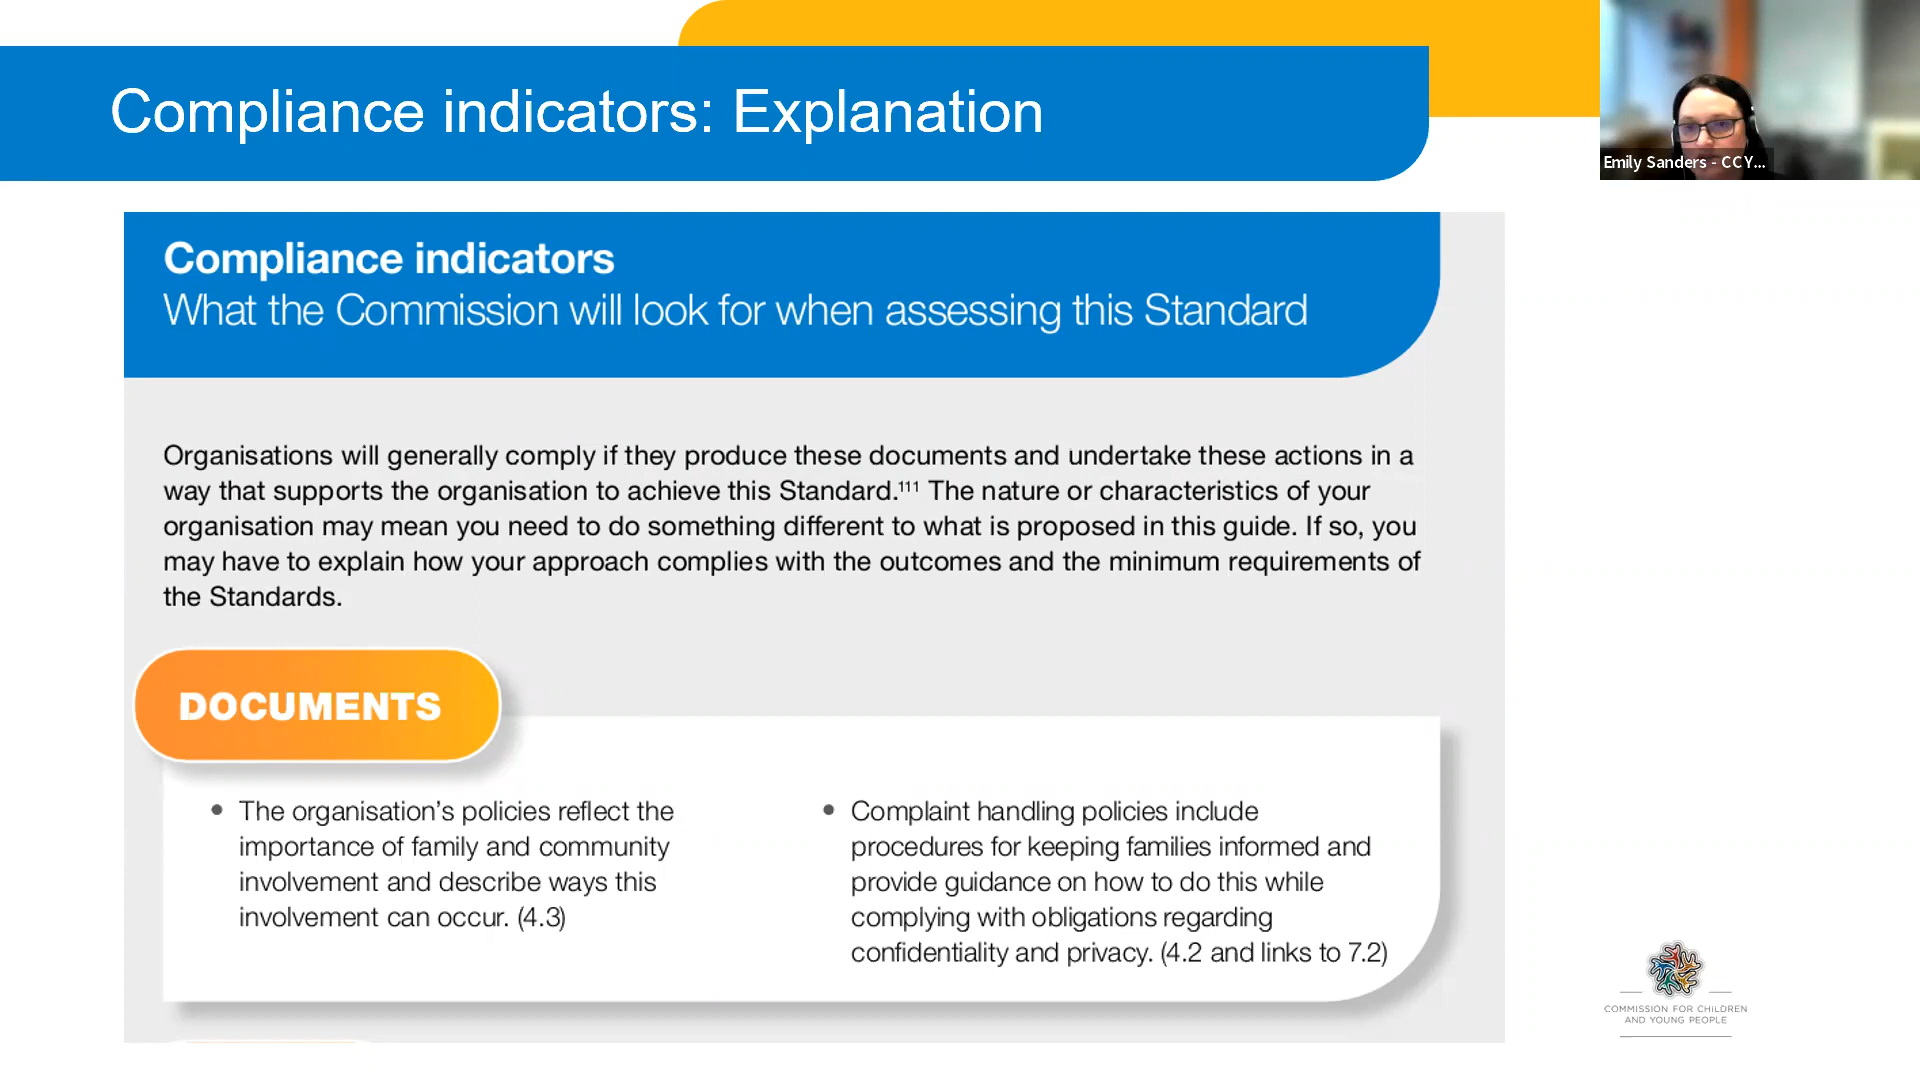 Compliance indicators: Explanation
Emily Sanders - CCY...
Compliance indicators
What the Commission will look for when assessing this Standard
Organisations will generally comply if they produce these documents and undertake these actions in a
way that supports the organisation to achieve this Standard.¹¹¹ The nature or characteristics of your
organisation may mean you need to do something different to what is proposed in this guide. If so, you
may have to explain how your approach complies with the outcomes and the minimum requirements of
the Standards.
DOCUMENTS
• The organisation’s policies reflect the
importance of family and community
involvement and describe ways this
involvement can occur. (4.3)
• Complaint handling policies include
procedures for keeping families informed and
provide guidance on how to do this while
complying with obligations regarding
confidentiality and privacy. (4.2 and links to 7.2)
COMMISSION FOR CHILDREN
AND YOUNG PEOPLE